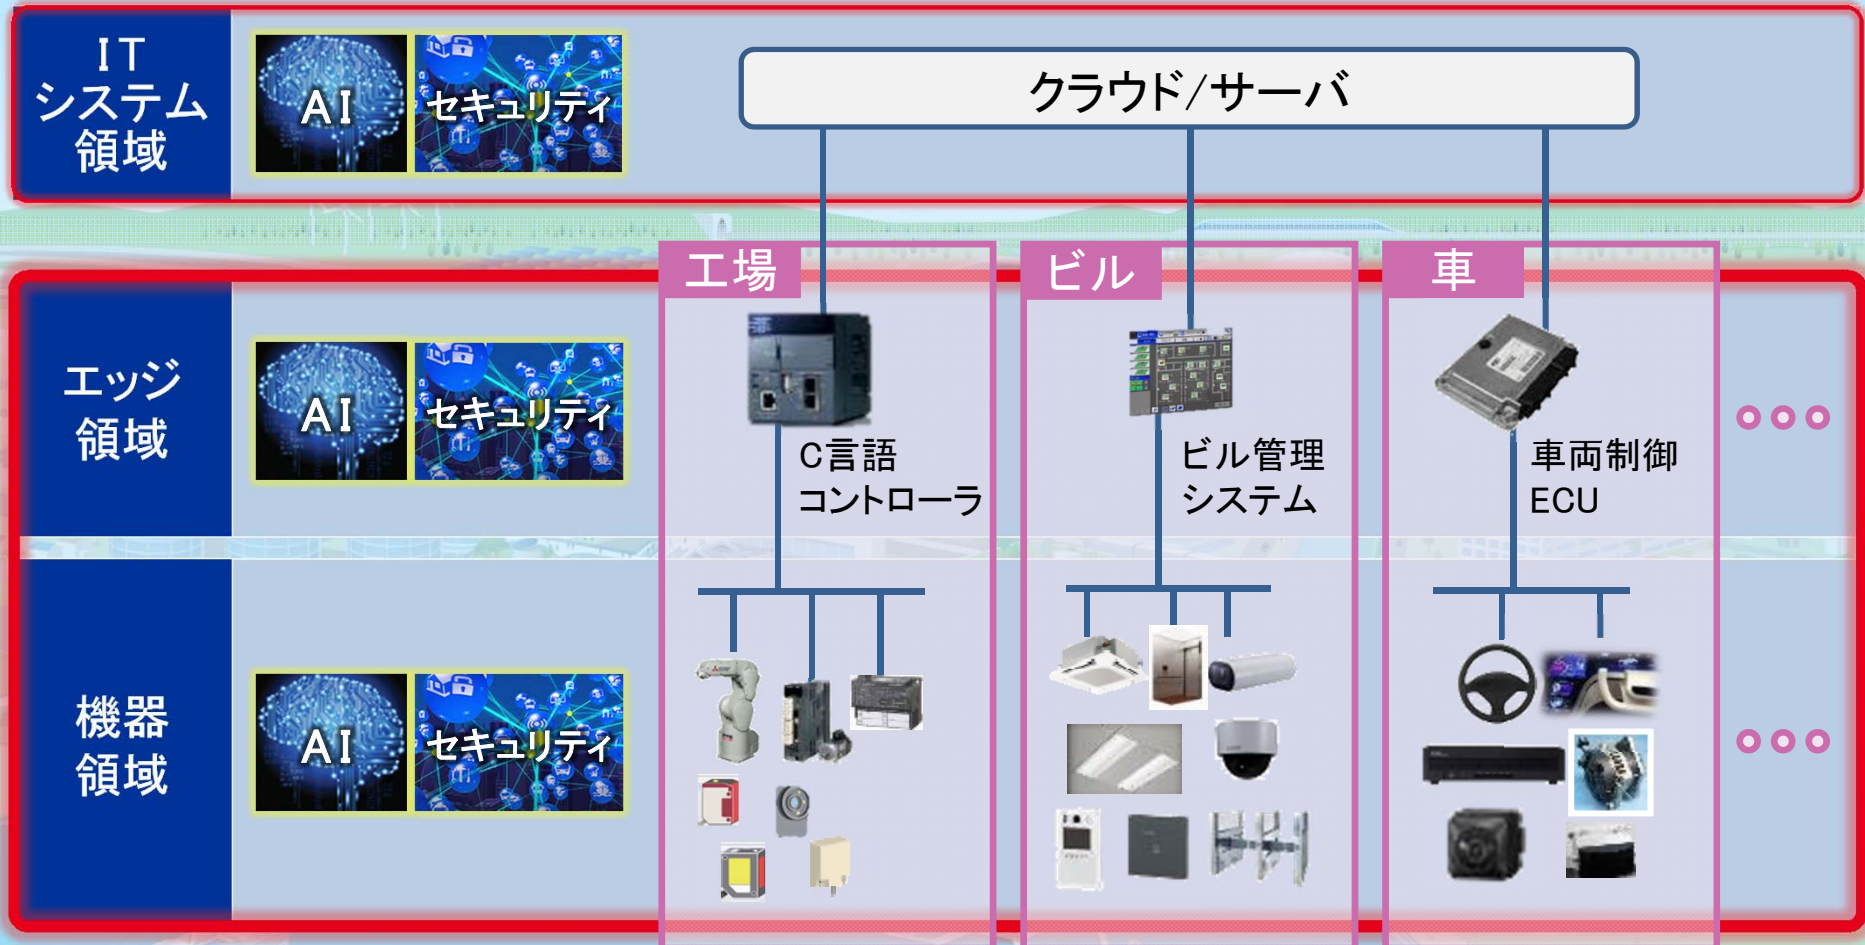 IT
システム
領域
AI
セキュリティ
クラウド/サーバ
工場
ビル
車
エッジ
領域
AI
セキュリティ
C言語
コントローラ
ビル管理
システム
車両制御
ECU
機器
領域
AI
セキュリティ